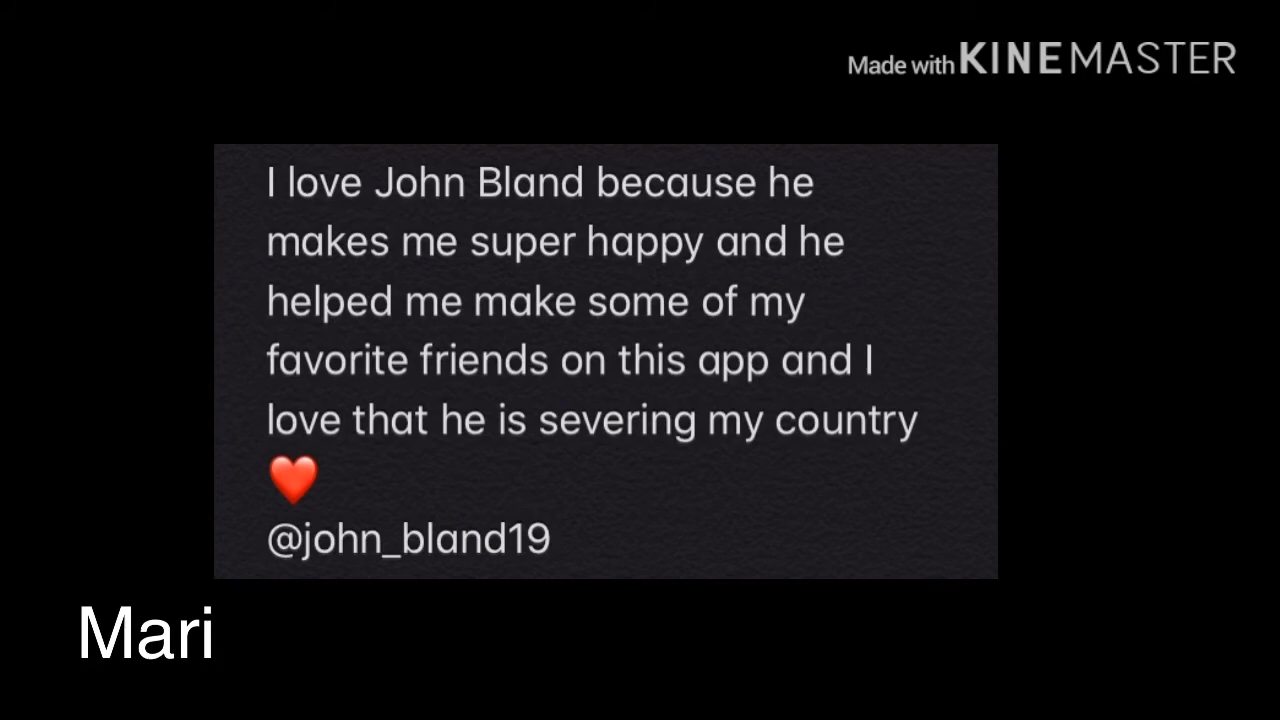 Made with KINEMASTER
I love John Bland because he
makes me super happy and he
helped me make some of my
favorite friends on this app and I
love that he is severing my country
❤️
@john_bland19
Mari